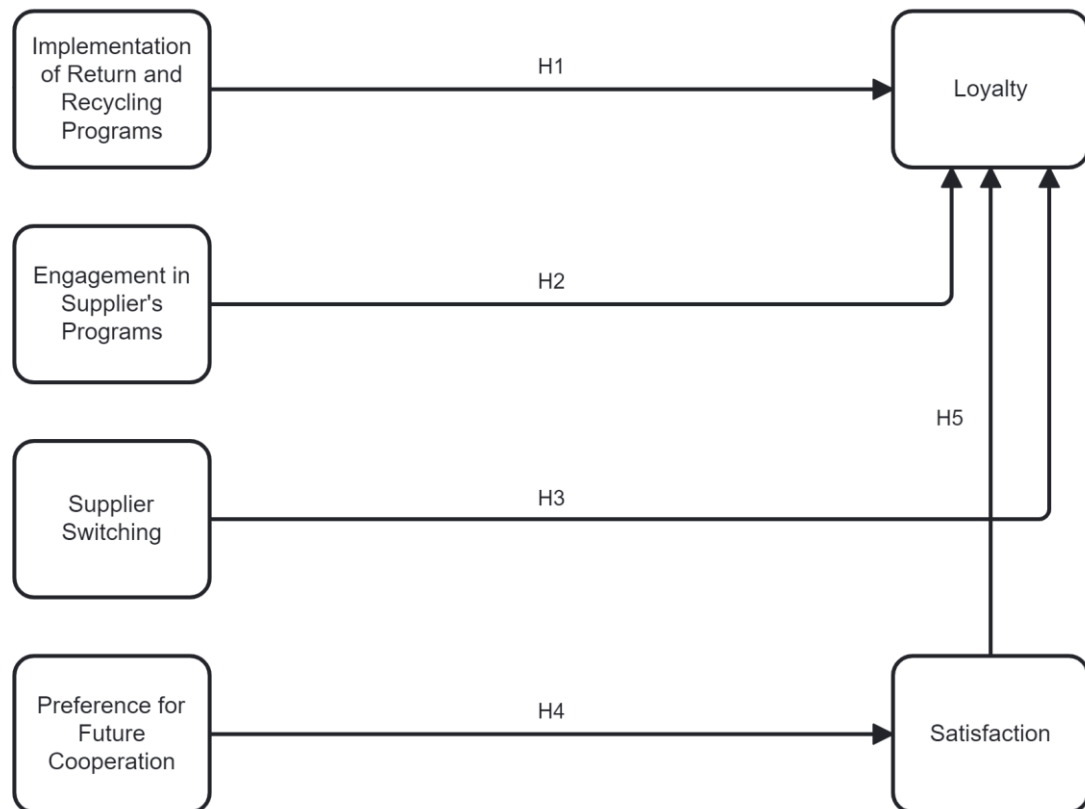 Implementation
of Return and
Recycling
Programs
H1
Loyalty
Engagement in
Supplier's
Programs
H2
H5
Supplier
Switching
H3
Preference for
Future
Cooperation
H4
Satisfaction